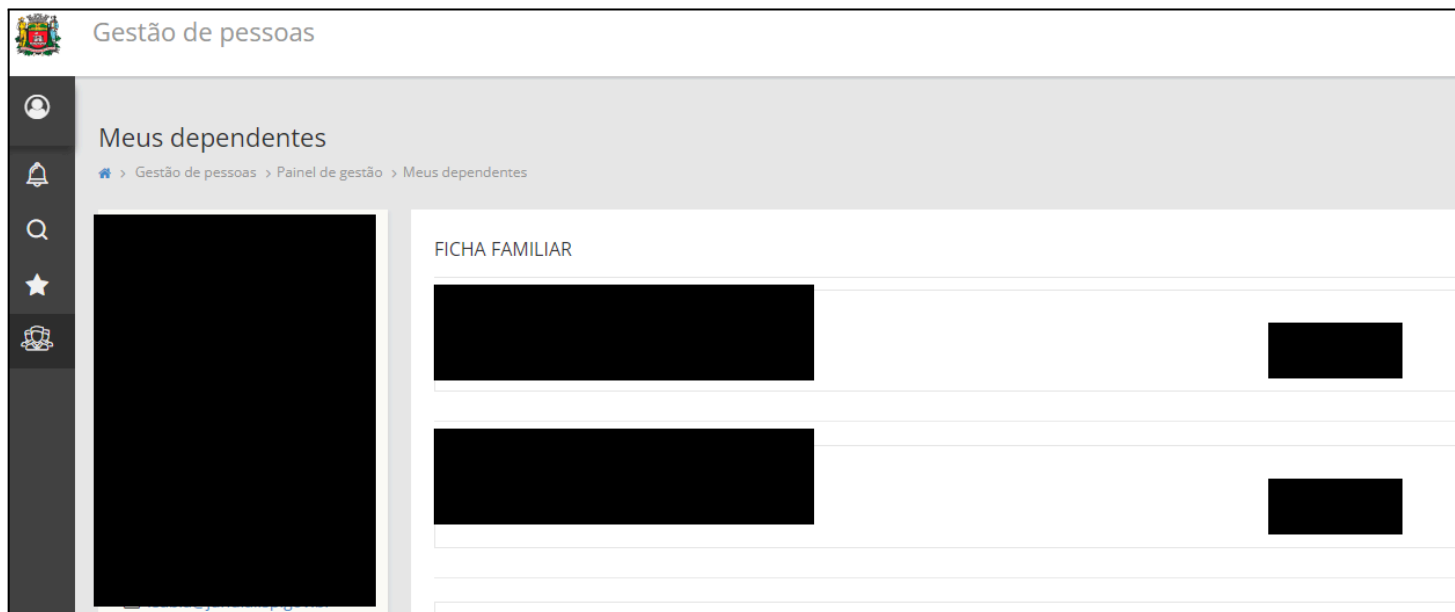 Gestão de pessoas
Meus dependentes
> Gestão de pessoas > Painel de gestão > Meus dependentes
FICHA FAMILIAR